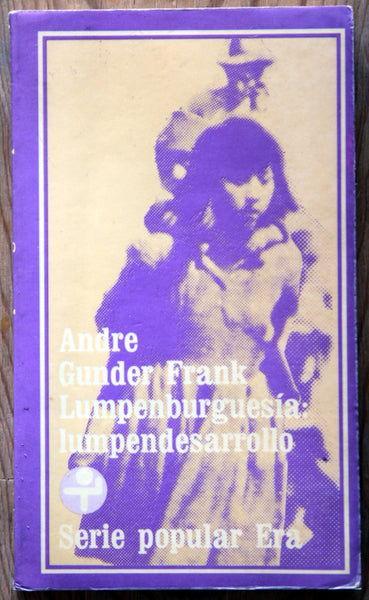 Andre
Gunder Frank
Lumpenburguesía:
lumpendesarrollo
Serie popular Era